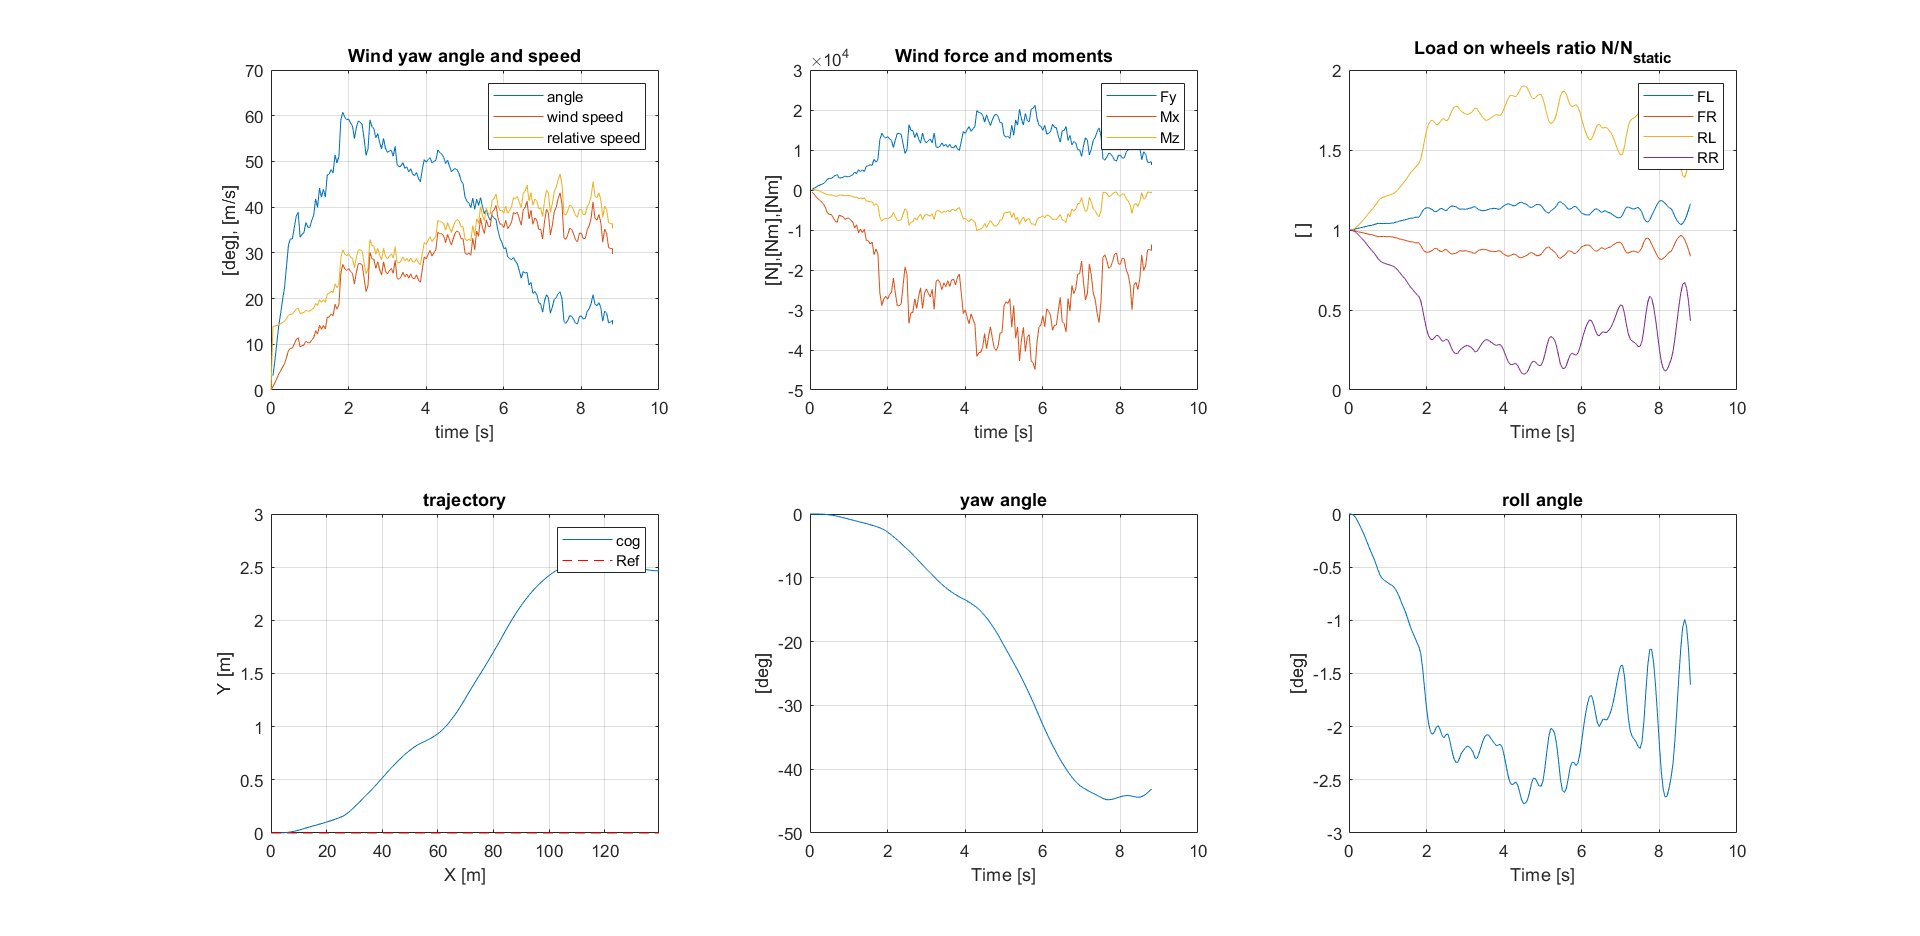 Wind yaw angle and speed
70
60
50
40
30
20
10
0
[deg], [m/s]
angle
wind speed
relative speed
0 2 4 6 8 10
time [s]
Wind force and moments
×10^4
3
2
1
0
-1
-2
-3
-4
-5
[N],[Nm],[Nm]
Fy
Mx
Mz
0 2 4 6 8 10
time [s]
Load on wheels ratio N/N_static
2
1.5
1
0.5
0
[ ]
FL
FR
RL
RR
0 2 4 6 8 10
Time [s]
trajectory
3
2.5
2
1.5
1
0.5
0
Y [m]
cog
Ref
0 20 40 60 80 100 120
X [m]
yaw angle
0
-10
-20
-30
-40
-50
[deg]
0 2 4 6 8 10
Time [s]
roll angle
0
-0.5
-1
-1.5
-2
-2.5
-3
[deg]
0 2 4 6 8 10
Time [s]